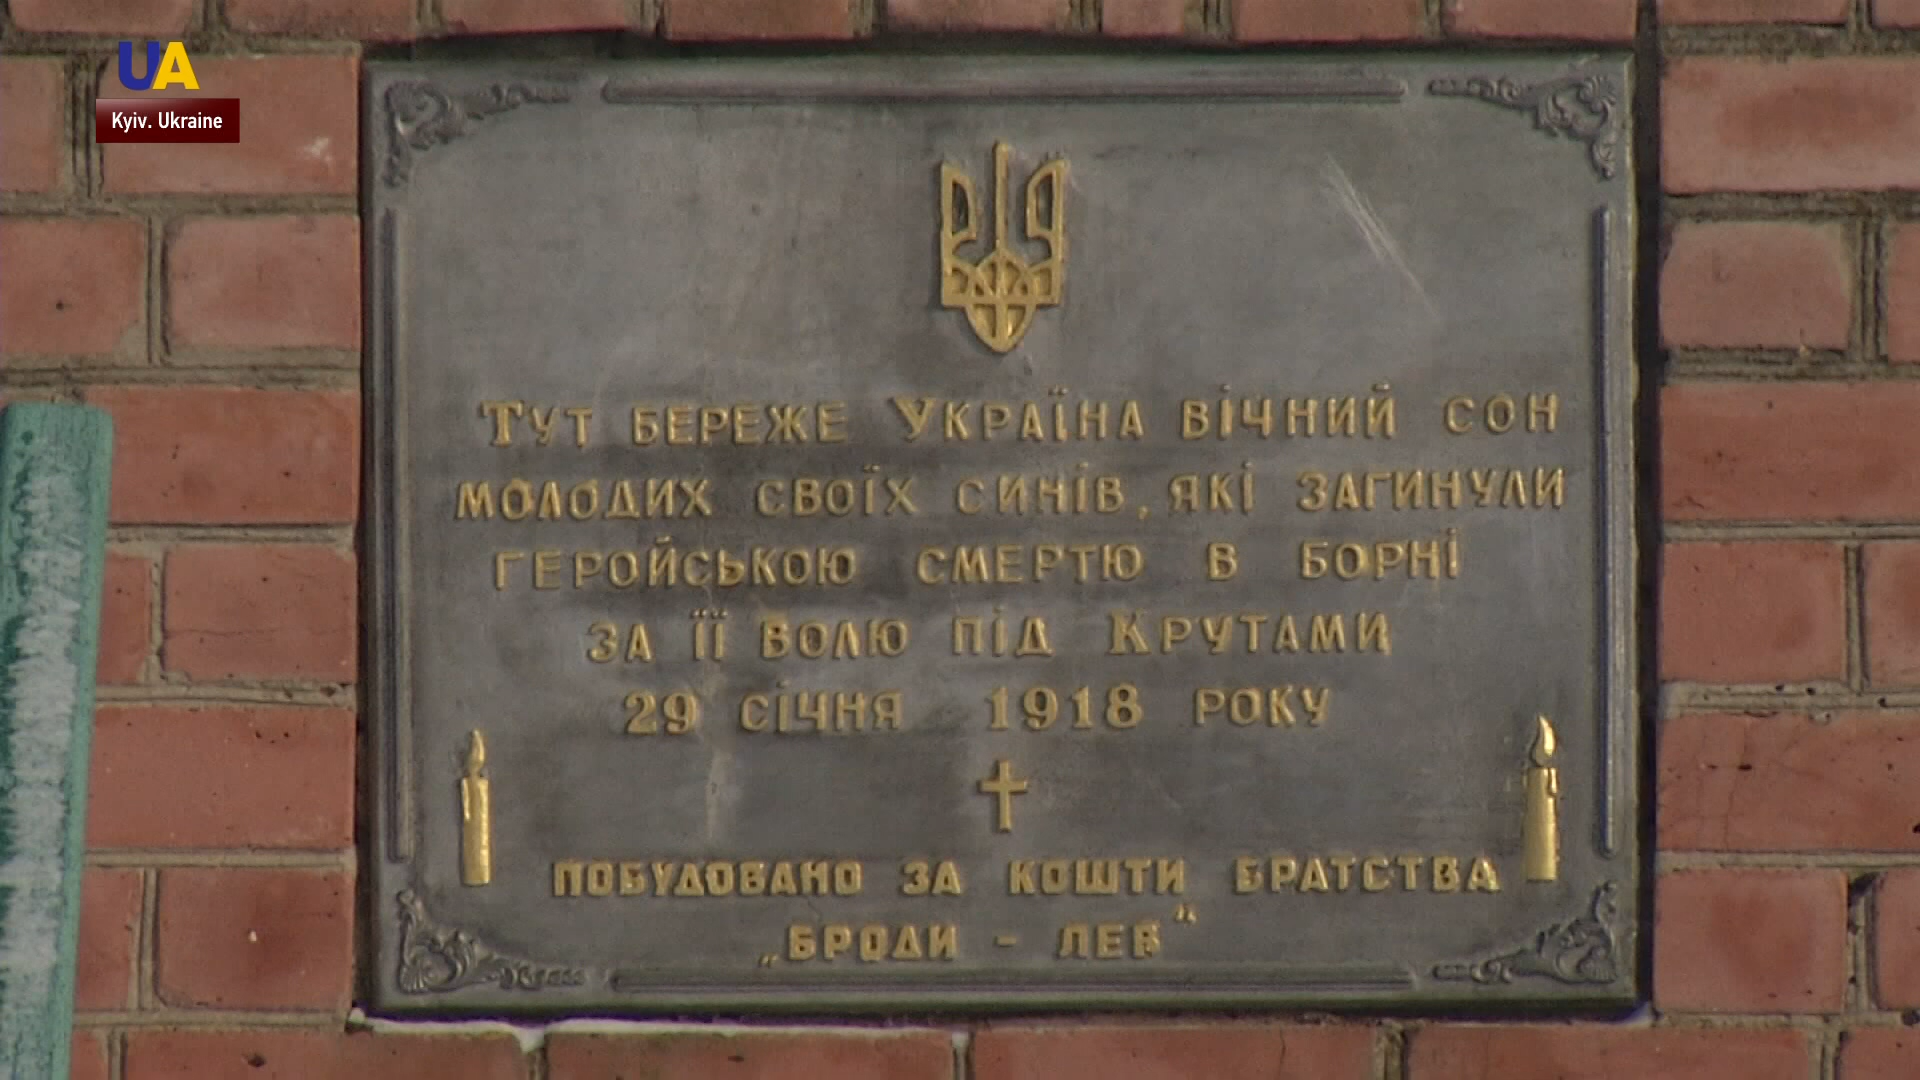 UA
Kyiv. Ukraine
Тут береже Україна вічний сон
молодих своїх синів, які загинули
геройською смертю в борні
за її волю під Крутами
29 січня 1918 року
побудовано за кошти братства
„Броди - Лев"